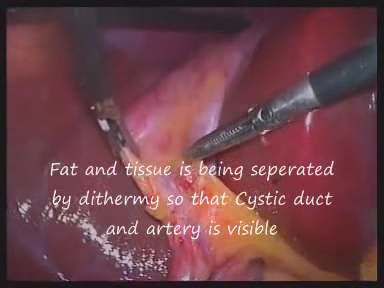 Fat and tissue is being seperated
by dithermy so that Cystic duct
and artery is visible